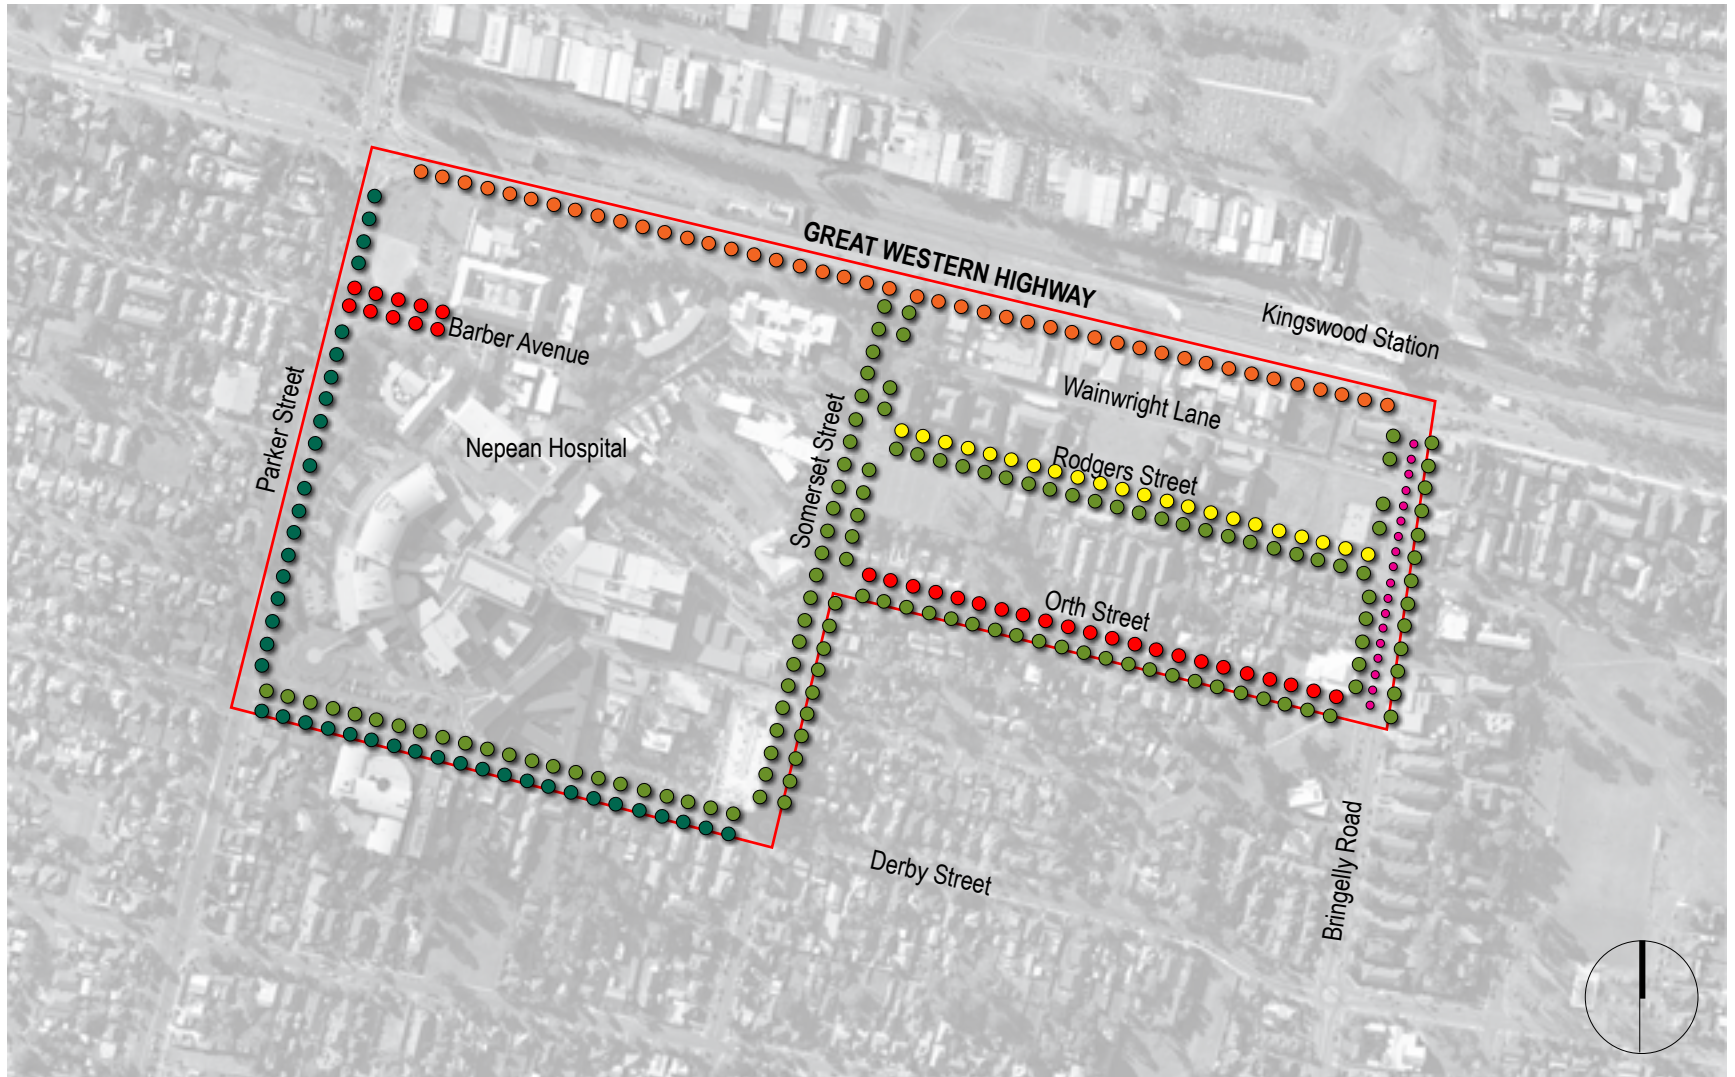 GREAT WESTERN HIGHWAY
Kingswood Station
Barber Avenue
Wainwright Lane
Parker Street
Nepean Hospital
Somerset Street
Rodgers Street
Orth Street
Derby Street
Bringelly Road